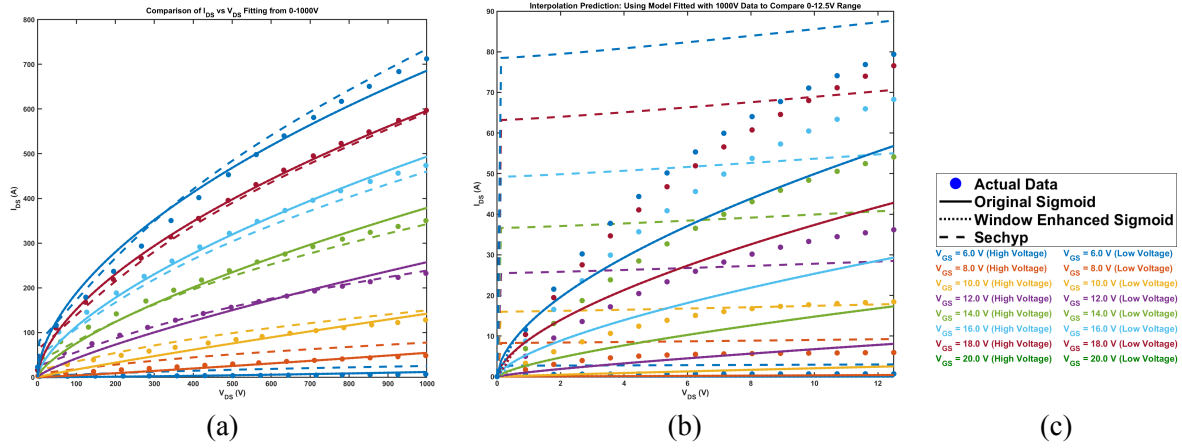 Comparison of I_DS vs V_DS Fitting from 0-1000V
800
700
600
500
400
300
200
100
0
I_DS (A)
0 100 200 300 400 500 600 700 800 900 1000
V_DS (V)
(a)
Interpolation Prediction: Using Model Fitted with 1000V Data to Compare 0-12.5V Range
90
80
70
60
50
40
30
20
10
0
I_DS (A)
0 2 4 6 8 10 12
V_DS (V)
(b)
Actual Data
Original Sigmoid
Window Enhanced Sigmoid
Sechyp
V_GS = 6.0 V (High Voltage) V_GS = 6.0 V (Low Voltage)
V_GS = 8.0 V (High Voltage) V_GS = 8.0 V (Low Voltage)
V_GS = 10.0 V (High Voltage) V_GS = 10.0 V (Low Voltage)
V_GS = 12.0 V (High Voltage) V_GS = 12.0 V (Low Voltage)
V_GS = 14.0 V (High Voltage) V_GS = 14.0 V (Low Voltage)
V_GS = 16.0 V (High Voltage) V_GS = 16.0 V (Low Voltage)
V_GS = 18.0 V (High Voltage) V_GS = 18.0 V (Low Voltage)
V_GS = 20.0 V (High Voltage) V_GS = 20.0 V (Low Voltage)
(c)